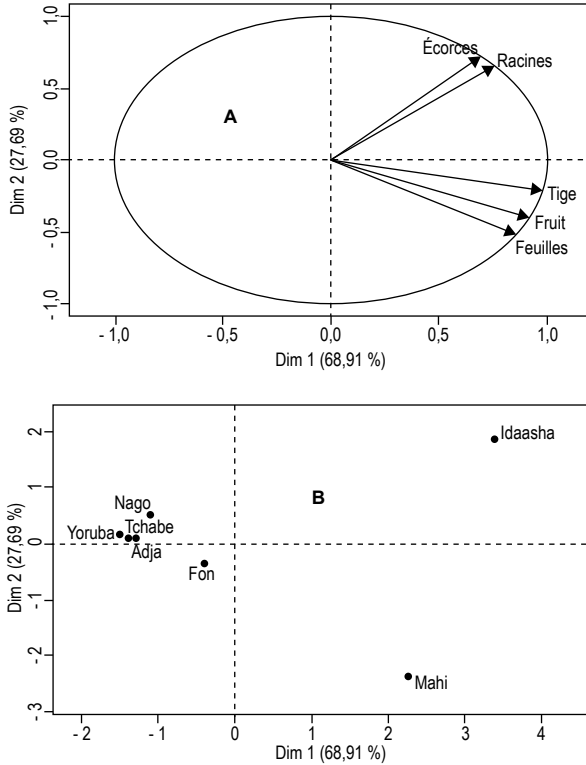 1,0
Écorces
Racines
0,5
A
Dim 2 (27,69 %)
0,0
Tige
Fruit
Feuilles
- 0,5
- 1,0
- 1,0
- 0,5
0,0
0,5
1,0
Dim 1 (68,91 %)
2
Idaasha
1
B
Nago
Yoruba
Tchabe
Dim 2 (27,69 %)
0
Adja
Fon
- 1
- 2
Mahi
- 3
- 2
- 1
0
1
2
3
4
Dim 1 (68,91 %)